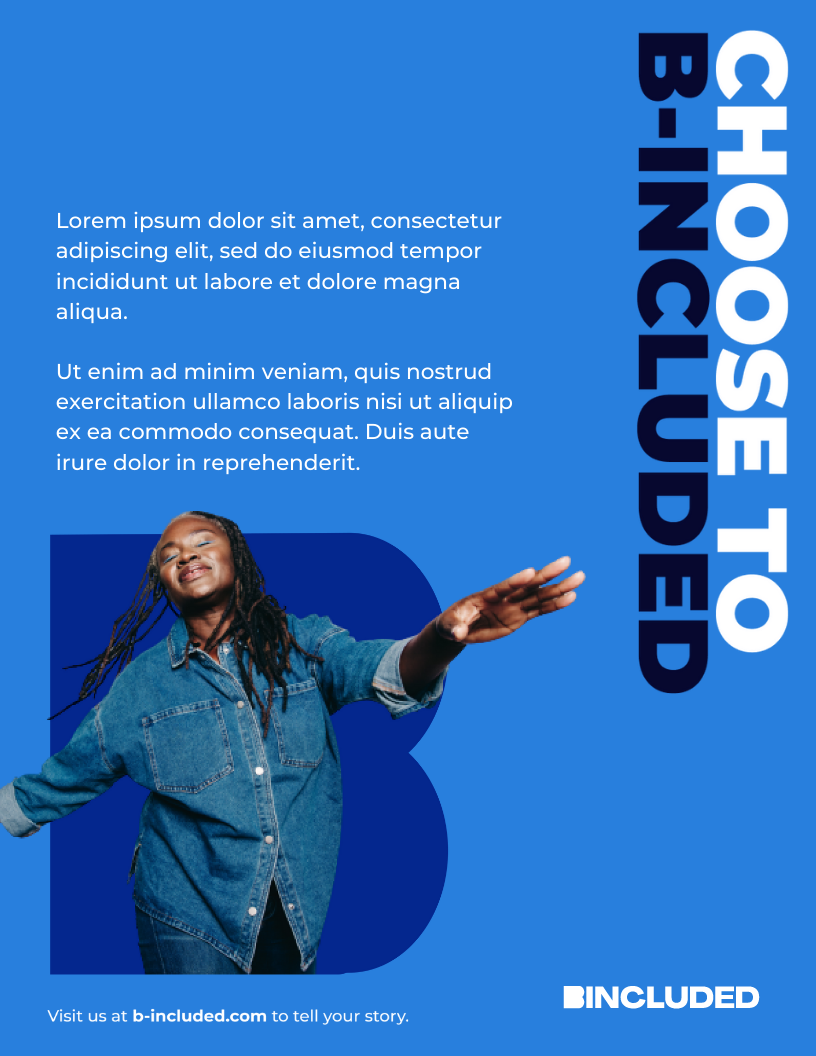 CHOOSE TO
B-INCLUDED
Lorem ipsum dolor sit amet, consectetur
adipiscing elit, sed do eiusmod tempor
incididunt ut labore et dolore magna
aliqua.
Ut enim ad minim veniam, quis nostrud
exercitation ullamco laboris nisi ut aliquip
ex ea commodo consequat. Duis aute
irure dolor in reprehenderit.
B
BINCLUDED
Visit us at b-included.com to tell your story.